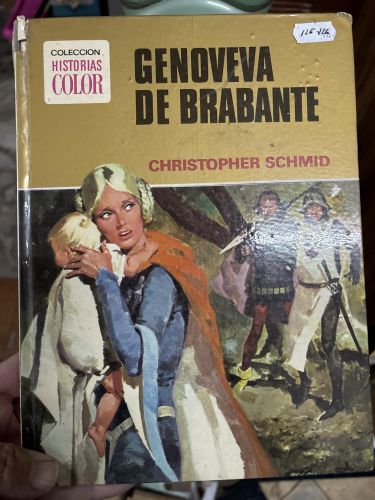 COLECCION
HISTORIAS
COLOR
GENOVEVA
DE BRABANTE
CHRISTOPHER SCHMID